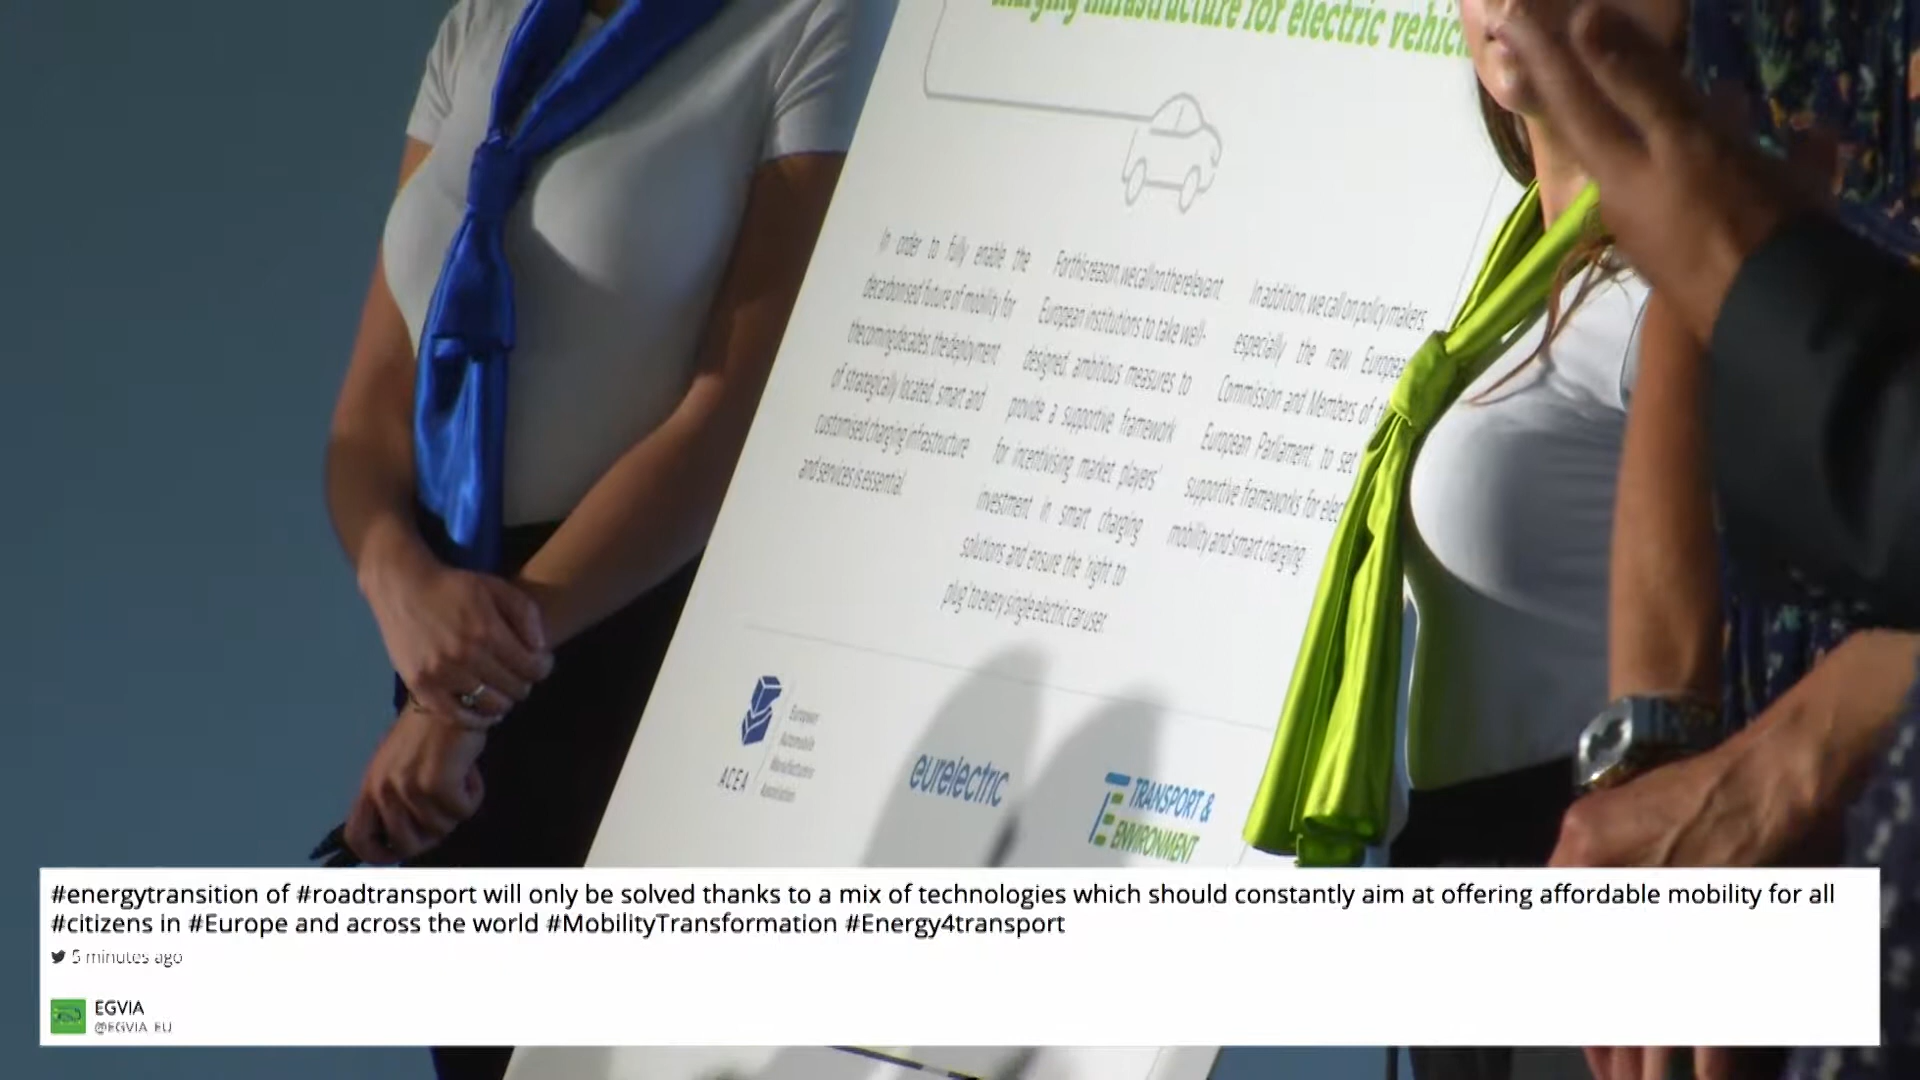 charging infrastructure for electric
In order to fully enable the
decarbonised future of mobility for
the coming decades, the deployment
of strategically located, smart and
customised charging infrastructure
and services is essential.
For this reason, we call on the relevant
European institutions to take well-
designed, ambitious measures to
provide a supportive framework
for incentivising market players'
investment in smart charging
solutions and ensure the 'right to
plug' to every single electric car user.
In addition, we call on policy makers,
especially the new
Commission and Members of
European Parliament, to set
supportive frameworks for
mobility and smart charging
ACEA
European
Automobile
Manufacturers
Association
eurelectric
TRANSPORT &
ENVIRONMENT
#energytransition of #roadtransport will only be solved thanks to a mix of technologies which should constantly aim at offering affordable mobility for all
#citizens in #Europe and across the world #MobilityTransformation #Energy4transport
5 minutes ago
EGVIA
@EGVIA_EU